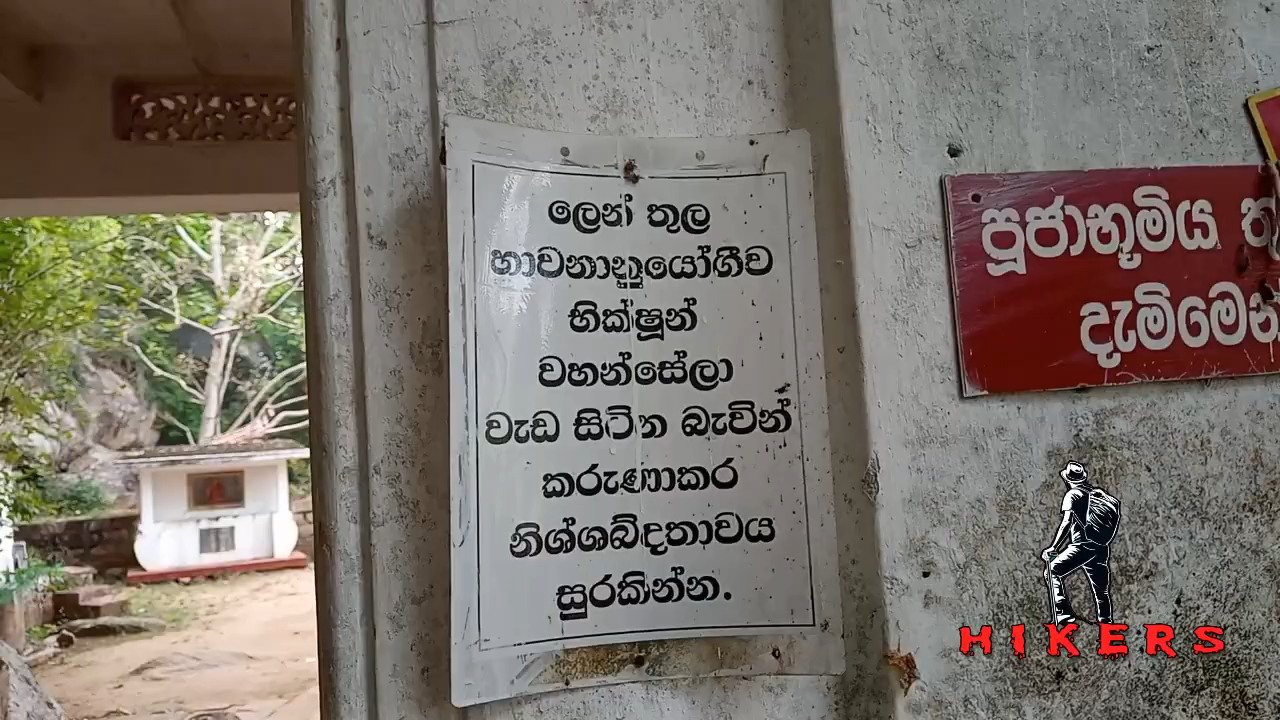 ලෙන් තුල
භාවනානුයෝගීව
භික්ෂූන්
වහන්සේලා
වැඩ සිටින බැවින්
කරුණාකර
නිශ්ශබ්දතාවය
සුරකින්න.
පූජාභූමිය
දැමිමෙන්
HIKERS